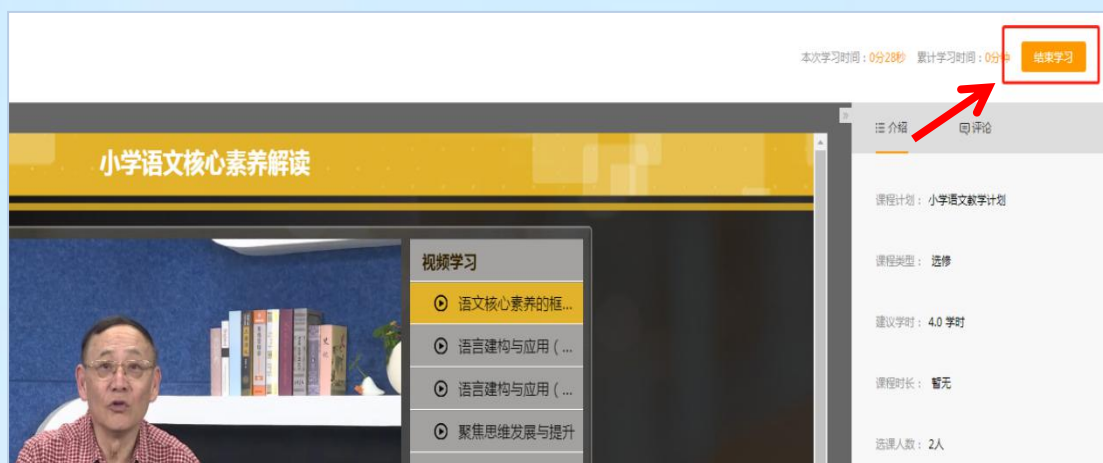 本次学习时间：0分28秒 累计学习时间：0分钟 结束学习
介绍 评论
小学语文核心素养解读
课程计划： 小学语文教学计划
课程类型： 选修
建议学时： 4.0 学时
课程时长： 暂无
选课人数： 2人
视频学习
语文核心素养的框...
语言建构与应用（...
语言建构与应用（...
聚焦思维发展与提升